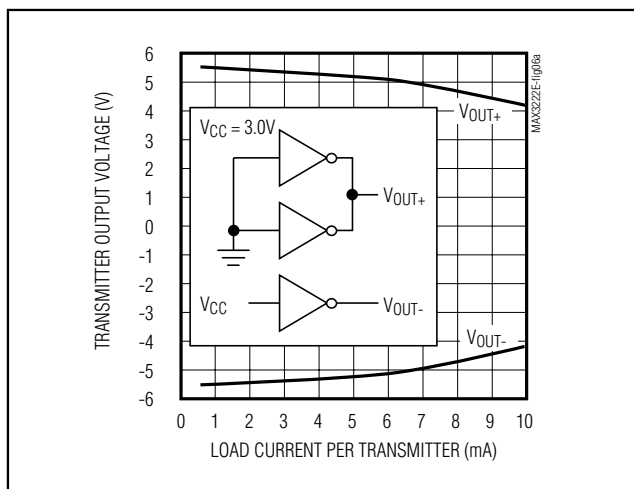 TRANSMITTER OUTPUT VOLTAGE (V)
6
5
4
3
2
1
0
-1
-2
-3
-4
-5
-6
VCC = 3.0V
VOUT+
VCC
VOUT-
VOUT+
VOUT-
MAX3222E-fig06a
0 1 2 3 4 5 6 7 8 9 10
LOAD CURRENT PER TRANSMITTER (mA)